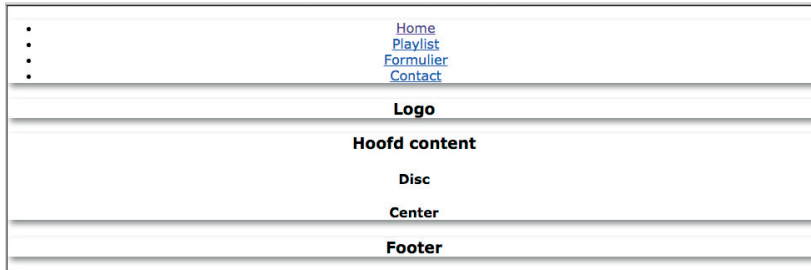 Home
Playlist
Formulier
Contact
Logo
Hoofd content
Disc
Center
Footer